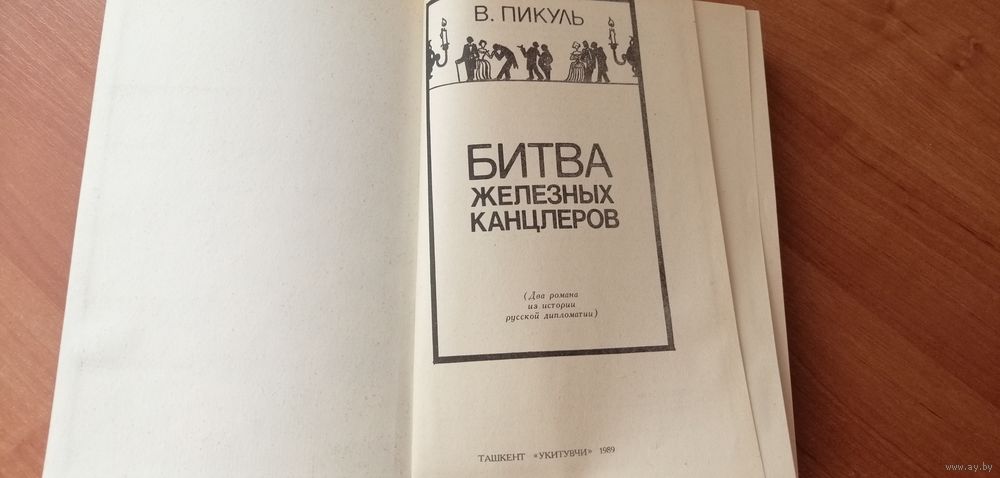 В. ПИКУЛЬ
БИТВА
ЖЕЛЕЗНЫХ
КАНЦЛЕРОВ
(Два романа
из истории
русской дипломатии)
ТАШКЕНТ «УКИТУВЧИ» 1989
www.ay.by